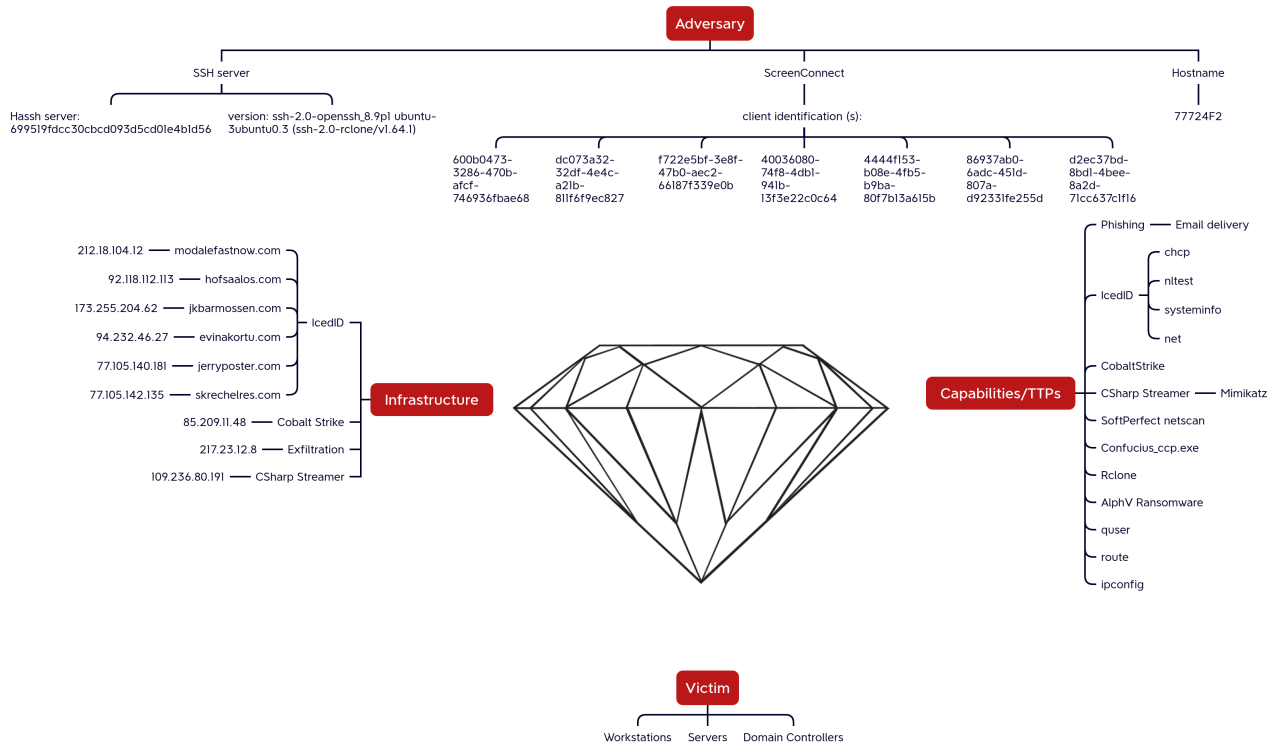 Adversary
SSH server
ScreenConnect
Hostname
Hassh server:
699519fdcc30cbcd093d5cd01e4b1d56
version: ssh-2.0-openssh_8.9p1 ubuntu-
3ubuntu0.3 (ssh-2.0-rclone/v1.64.1)
client identification (s):
77724F2
600b0473-
3286-470b-
afcf-
746936fbae68
dc073a32-
32df-4e4c-
a21b-
811f6f9ec827
f722e5bf-3e8f-
47b0-aec2-
66187f339e0b
40036080-
74f8-4db1-
941b-
13f3e22c0c64
4444f153-
b08e-4fb5-
b9ba-
80f7b13a615b
86937ab0-
6adc-451d-
807a-
d92331fe255d
d2ec37bd-
8bd1-4bee-
8a2d-
71cc637c1f16
212.18.104.12
modalefastnow.com
92.118.112.113
hofsaalos.com
173.255.204.62
jkbarmossen.com
94.232.46.27
evinakortu.com
77.105.140.181
jerryposter.com
77.105.142.135
skrechelres.com
IcedID
85.209.11.48
Cobalt Strike
217.23.12.8
Exfiltration
109.236.80.191
CSharp Streamer
Infrastructure
Capabilities/TTPs
Phishing
Email delivery
IcedID
chcp
nltest
systeminfo
net
CobaltStrike
CSharp Streamer
Mimikatz
SoftPerfect netscan
Confucius_ccp.exe
Rclone
AlphV Ransomware
quser
route
ipconfig
Victim
Workstations
Servers
Domain Controllers